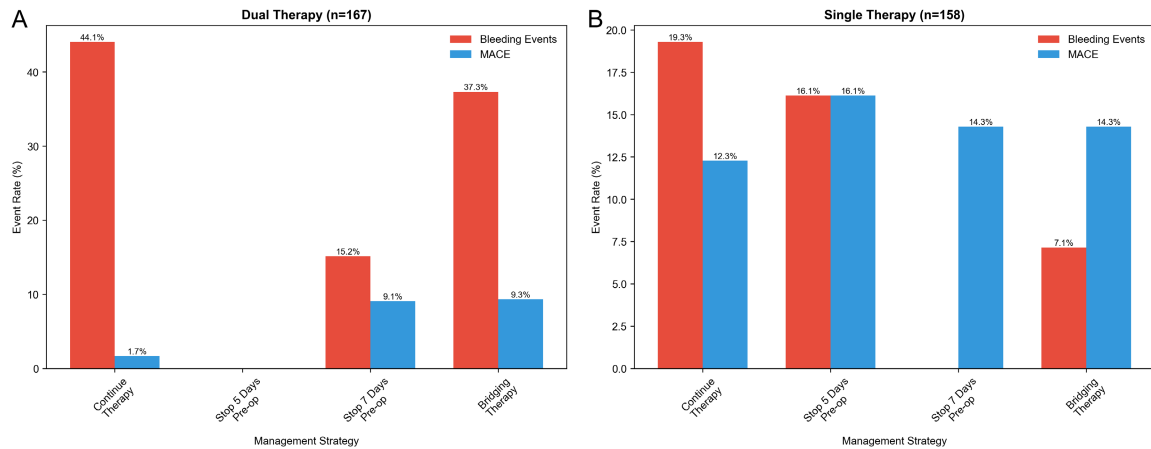 A
Dual Therapy (n=167)
Bleeding Events
MACE
44.1%
1.7%
15.2%
9.1%
37.3%
9.3%
Event Rate (%)
40
30
20
10
0
Continue
Therapy
Stop 5 Days
Pre-op
Stop 7 Days
Pre-op
Bridging
Therapy
Management Strategy
B
Single Therapy (n=158)
Bleeding Events
MACE
19.3%
12.3%
16.1%
16.1%
14.3%
7.1%
14.3%
Event Rate (%)
20.0
17.5
15.0
12.5
10.0
7.5
5.0
2.5
0.0
Continue
Therapy
Stop 5 Days
Pre-op
Stop 7 Days
Pre-op
Bridging
Therapy
Management Strategy